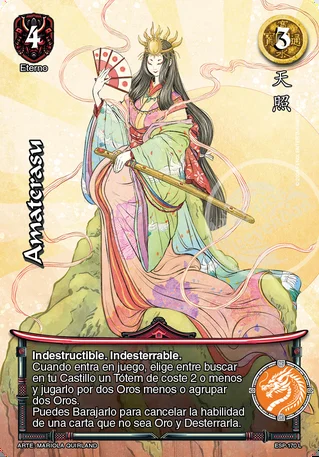 4
Eterno
3
天
照
Amaterasu
Indestructible. Indesterrable.
Cuando entra en juego, elige entre buscar
en tu Castillo un Tótem de coste 2 o menos
y jugarlo por dos Oros menos o agrupar
dos Oros.
Puedes Barajarlo para cancelar la habilidad
de una carta que no sea Oro y Desterrarla.
ARTE: MARIOLA QUIRLAND